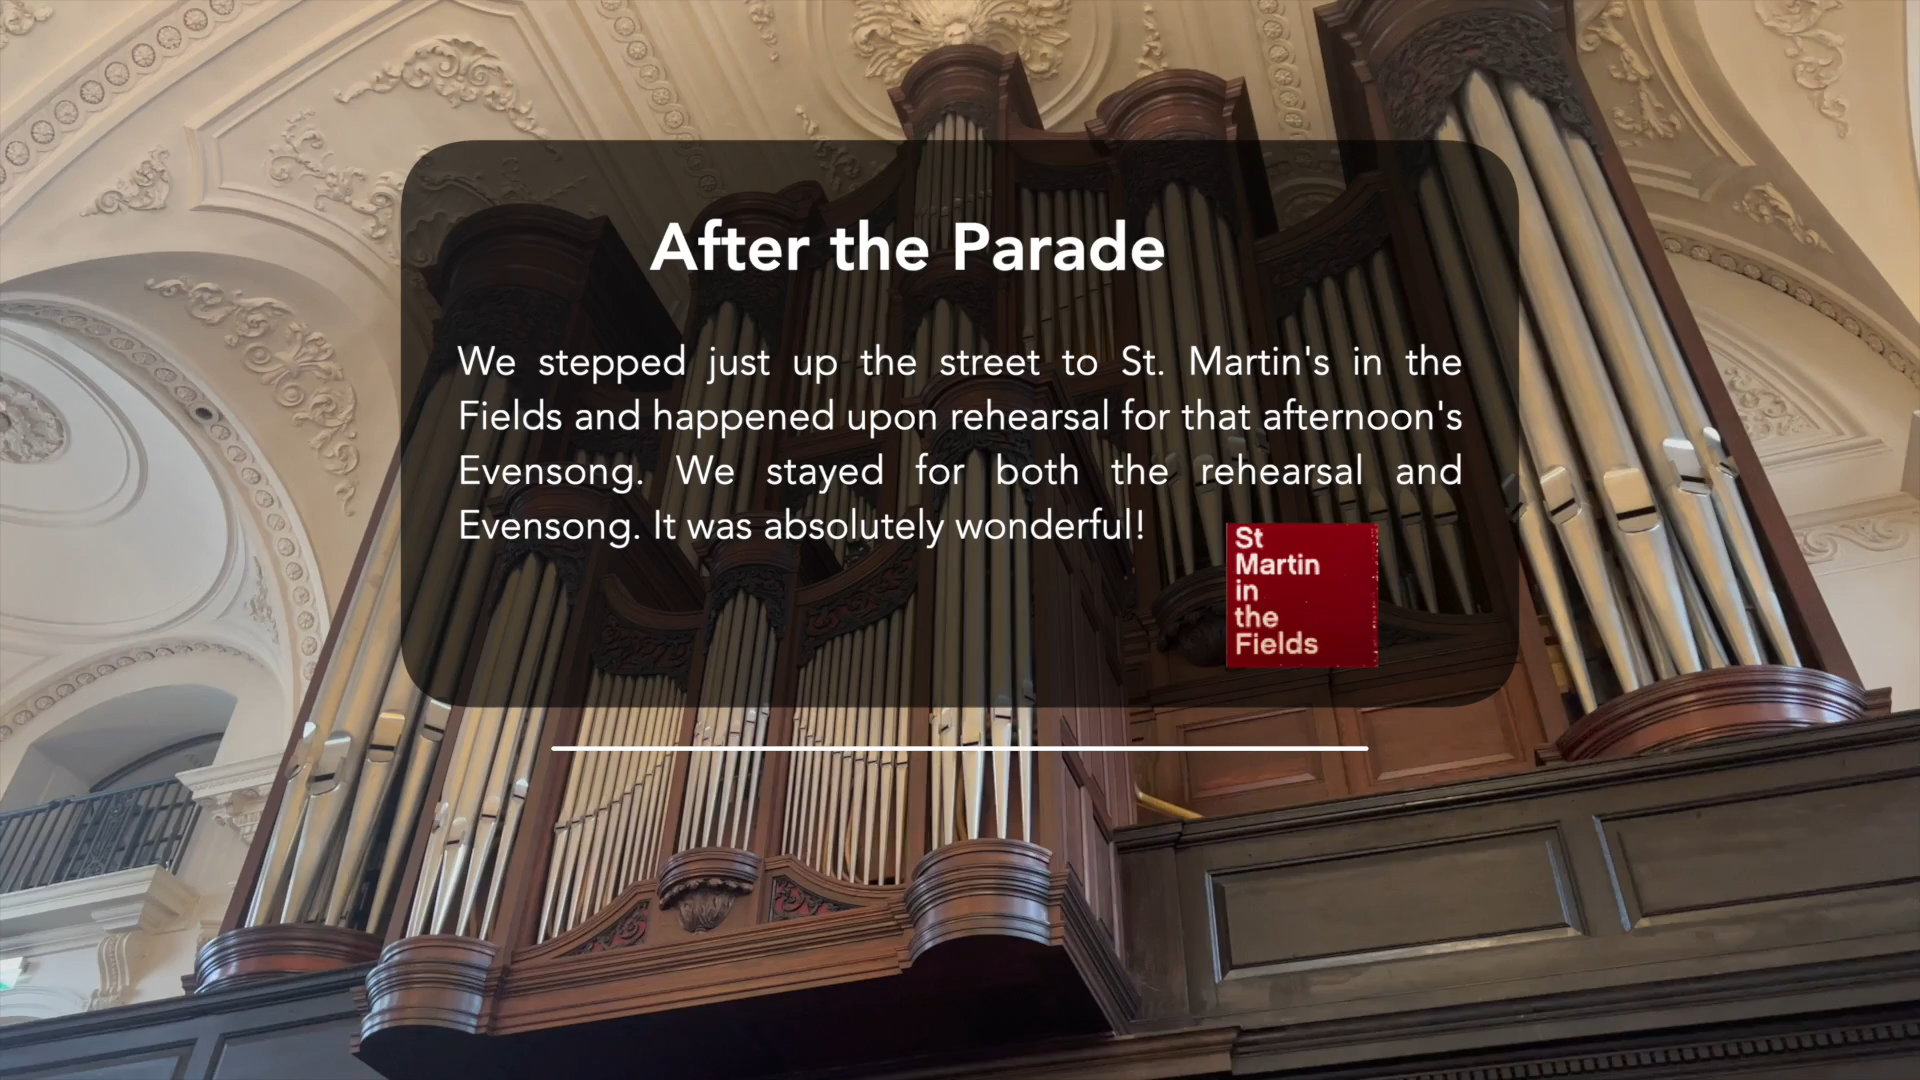 After the Parade
We stepped just up the street to St. Martin's in the
Fields and happened upon rehearsal for that afternoon's
Evensong. We stayed for both the rehearsal and
Evensong. It was absolutely wonderful!
St
Martin
in
the
Fields